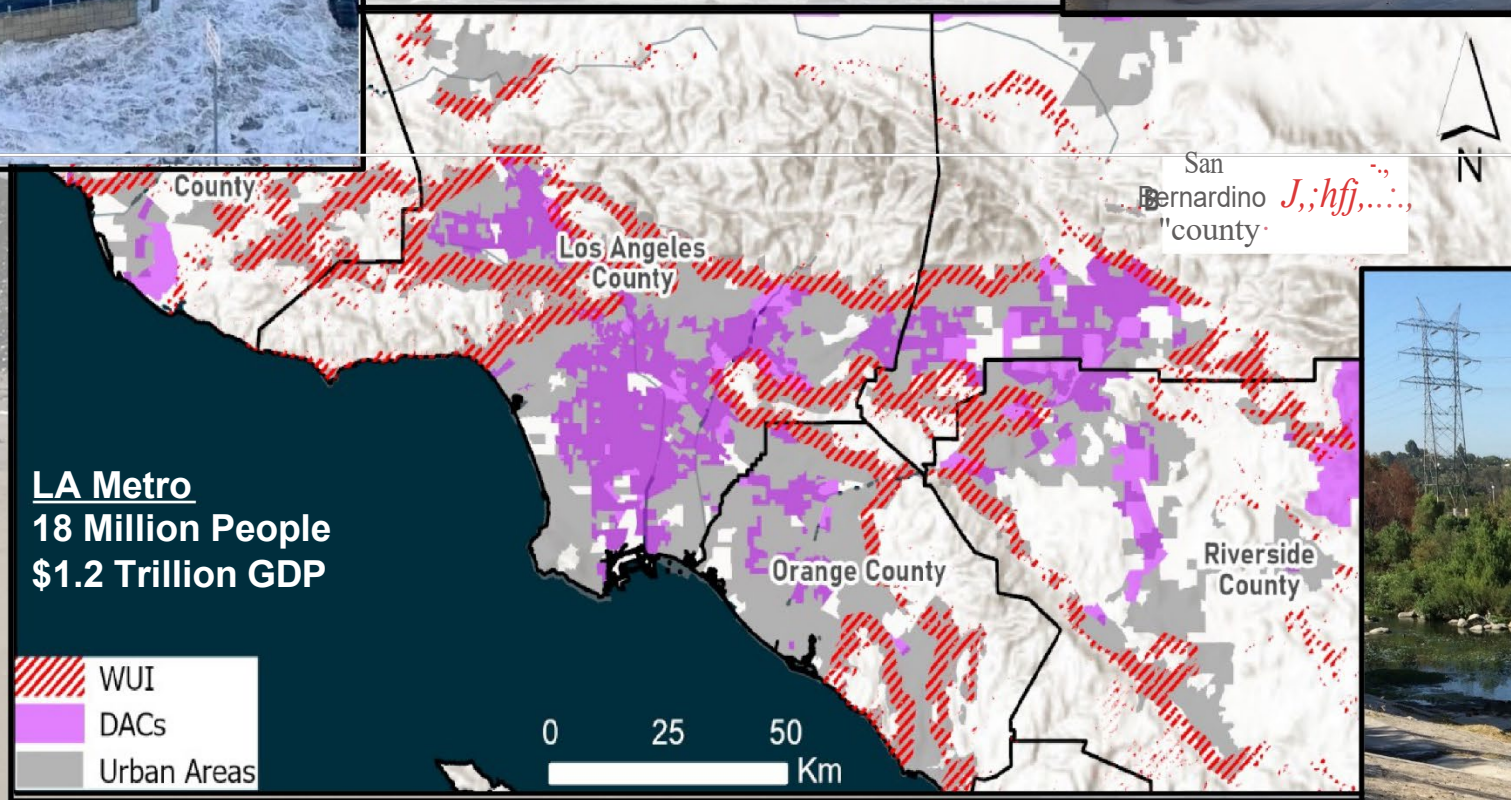 N
San
Bernardino
"county
County
Los Angeles
County
LA Metro
18 Million People
$1.2 Trillion GDP
Orange County
Riverside
County
WUI
DACs
Urban Areas
0 25 50
Km